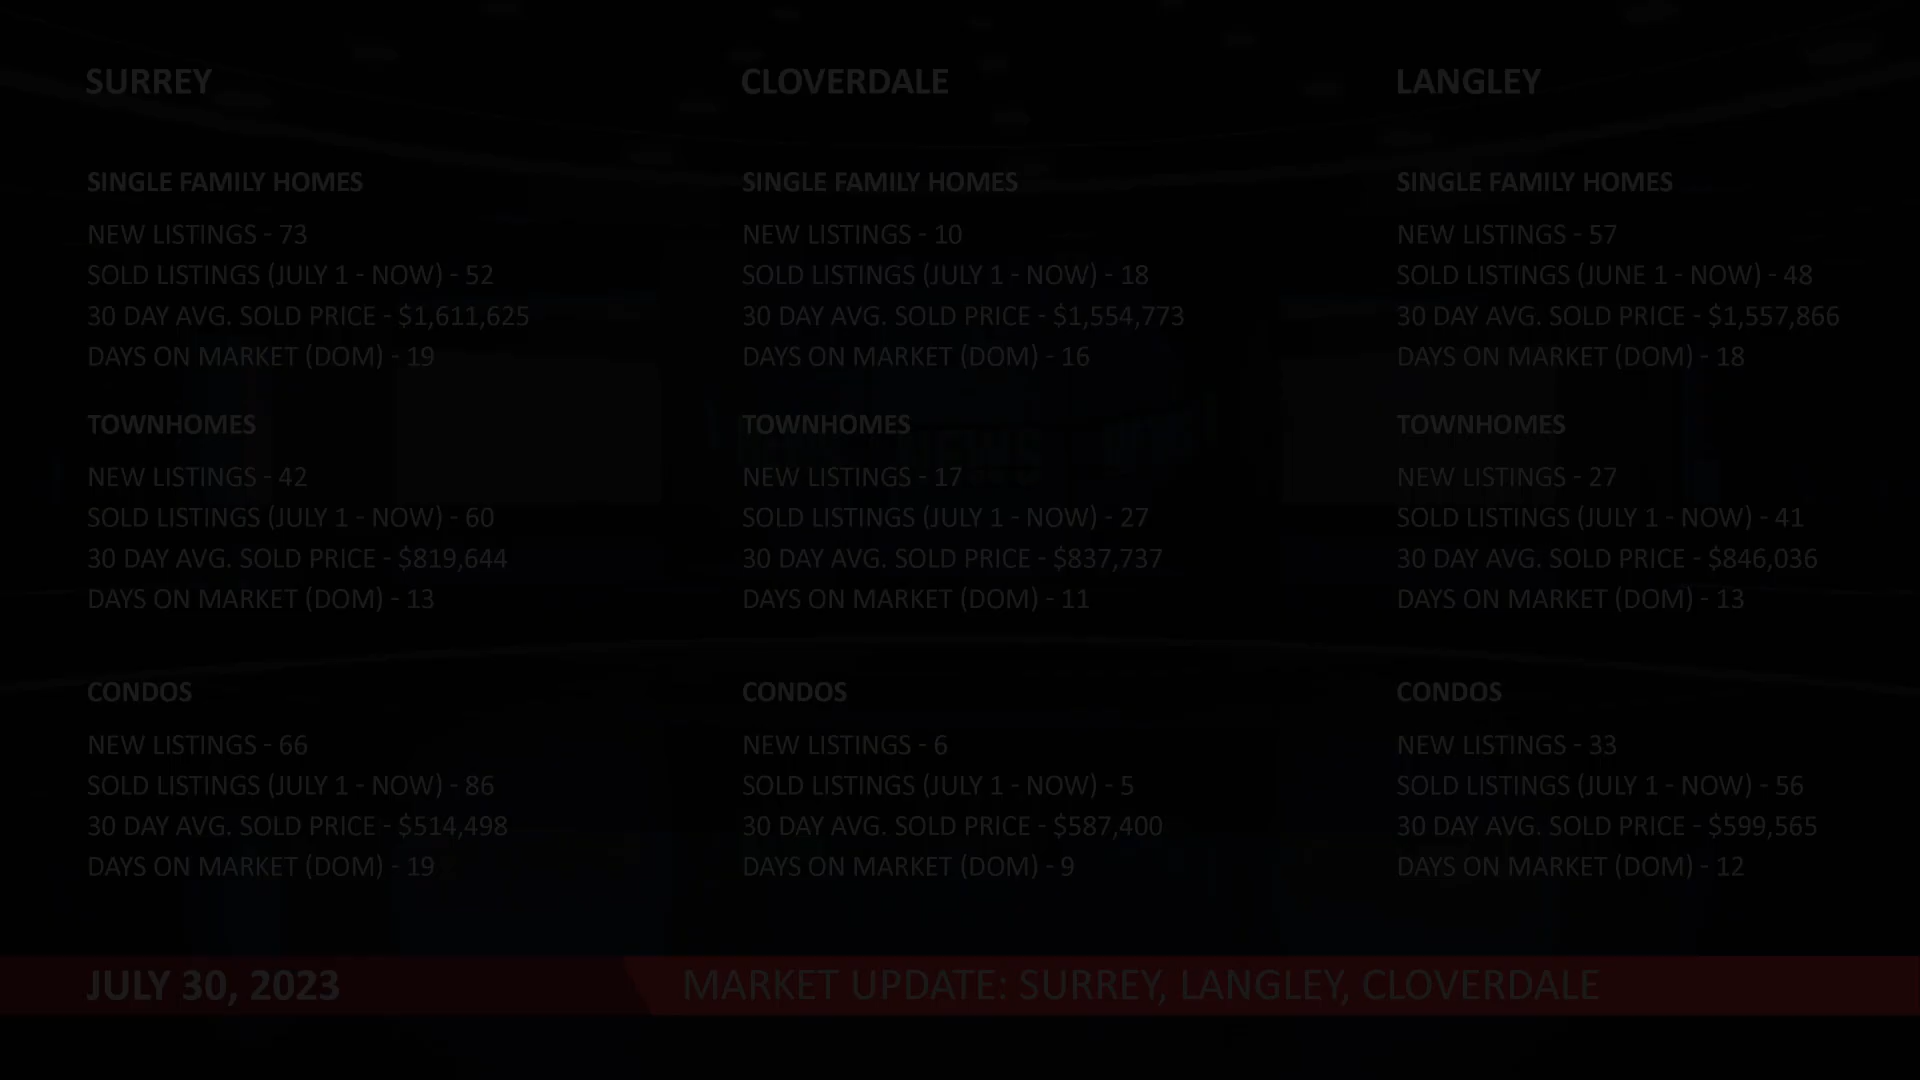 SURREY
SINGLE FAMILY HOMES
NEW LISTINGS - 73
SOLD LISTINGS (JULY 1 - NOW) - 52
30 DAY AVG. SOLD PRICE - $1,611,625
DAYS ON MARKET (DOM) - 19
TOWNHOMES
NEW LISTINGS - 42
SOLD LISTINGS (JULY 1 - NOW) - 60
30 DAY AVG. SOLD PRICE - $819,644
DAYS ON MARKET (DOM) - 13
CONDOS
NEW LISTINGS - 66
SOLD LISTINGS (JULY 1 - NOW) - 86
30 DAY AVG. SOLD PRICE - $514,498
DAYS ON MARKET (DOM) - 19
CLOVERDALE
SINGLE FAMILY HOMES
NEW LISTINGS - 10
SOLD LISTINGS (JULY 1 - NOW) - 18
30 DAY AVG. SOLD PRICE - $1,554,773
DAYS ON MARKET (DOM) - 16
TOWNHOMES
NEW LISTINGS - 17
SOLD LISTINGS (JULY 1 - NOW) - 27
30 DAY AVG. SOLD PRICE - $837,737
DAYS ON MARKET (DOM) - 11
CONDOS
NEW LISTINGS - 6
SOLD LISTINGS (JULY 1 - NOW) - 5
30 DAY AVG. SOLD PRICE - $587,400
DAYS ON MARKET (DOM) - 9
LANGLEY
SINGLE FAMILY HOMES
NEW LISTINGS - 57
SOLD LISTINGS (JUNE 1 - NOW) - 48
30 DAY AVG. SOLD PRICE - $1,557,866
DAYS ON MARKET (DOM) - 18
TOWNHOMES
NEW LISTINGS - 27
SOLD LISTINGS (JULY 1 - NOW) - 41
30 DAY AVG. SOLD PRICE - $846,036
DAYS ON MARKET (DOM) - 13
CONDOS
NEW LISTINGS - 33
SOLD LISTINGS (JULY 1 - NOW) - 56
30 DAY AVG. SOLD PRICE - $599,565
DAYS ON MARKET (DOM) - 12
NEWS
JULY 30, 2023
MARKET UPDATE: SURREY, LANGLEY, CLOVERDALE